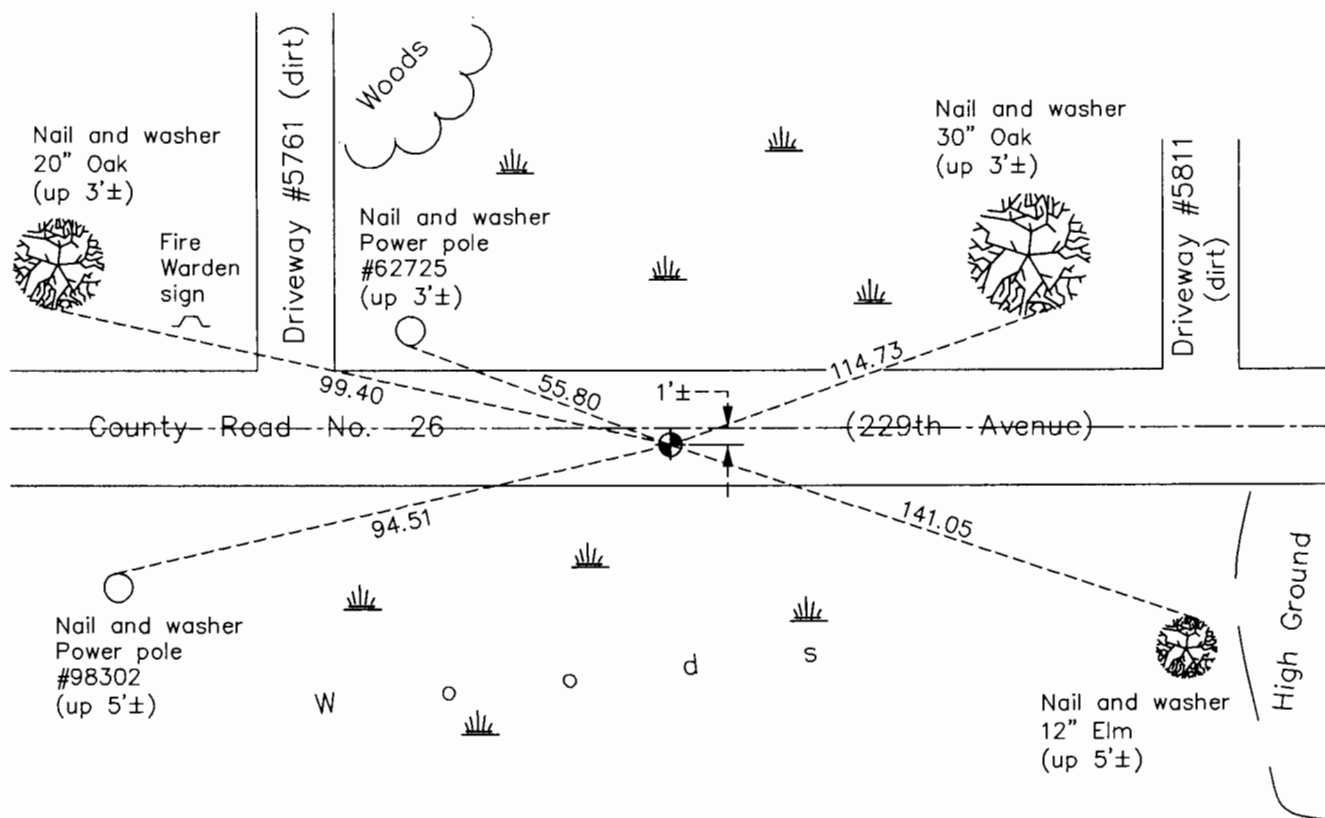 Woods
Driveway #5761 (dirt)
Nail and washer
20" Oak
(up 3'±)
Fire
Warden
sign
Nail and washer
Power pole
#62725
(up 3'±)
Nail and washer
30" Oak
(up 3'±)
Driveway #5811
(dirt)
99.40
55.80
1'±
114.73
County Road No. 26
(229th Avenue)
94.51
141.05
Nail and washer
Power pole
#98302
(up 5'±)
W o o d s
Nail and washer
12" Elm
(up 5'±)
High Ground